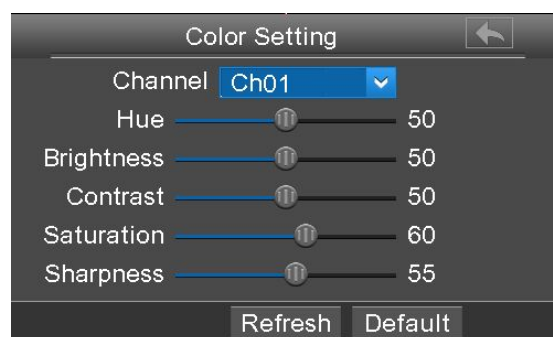 Color Setting
Channel Ch01
Hue 50
Brightness 50
Contrast 50
Saturation 60
Sharpness 55
Refresh Default